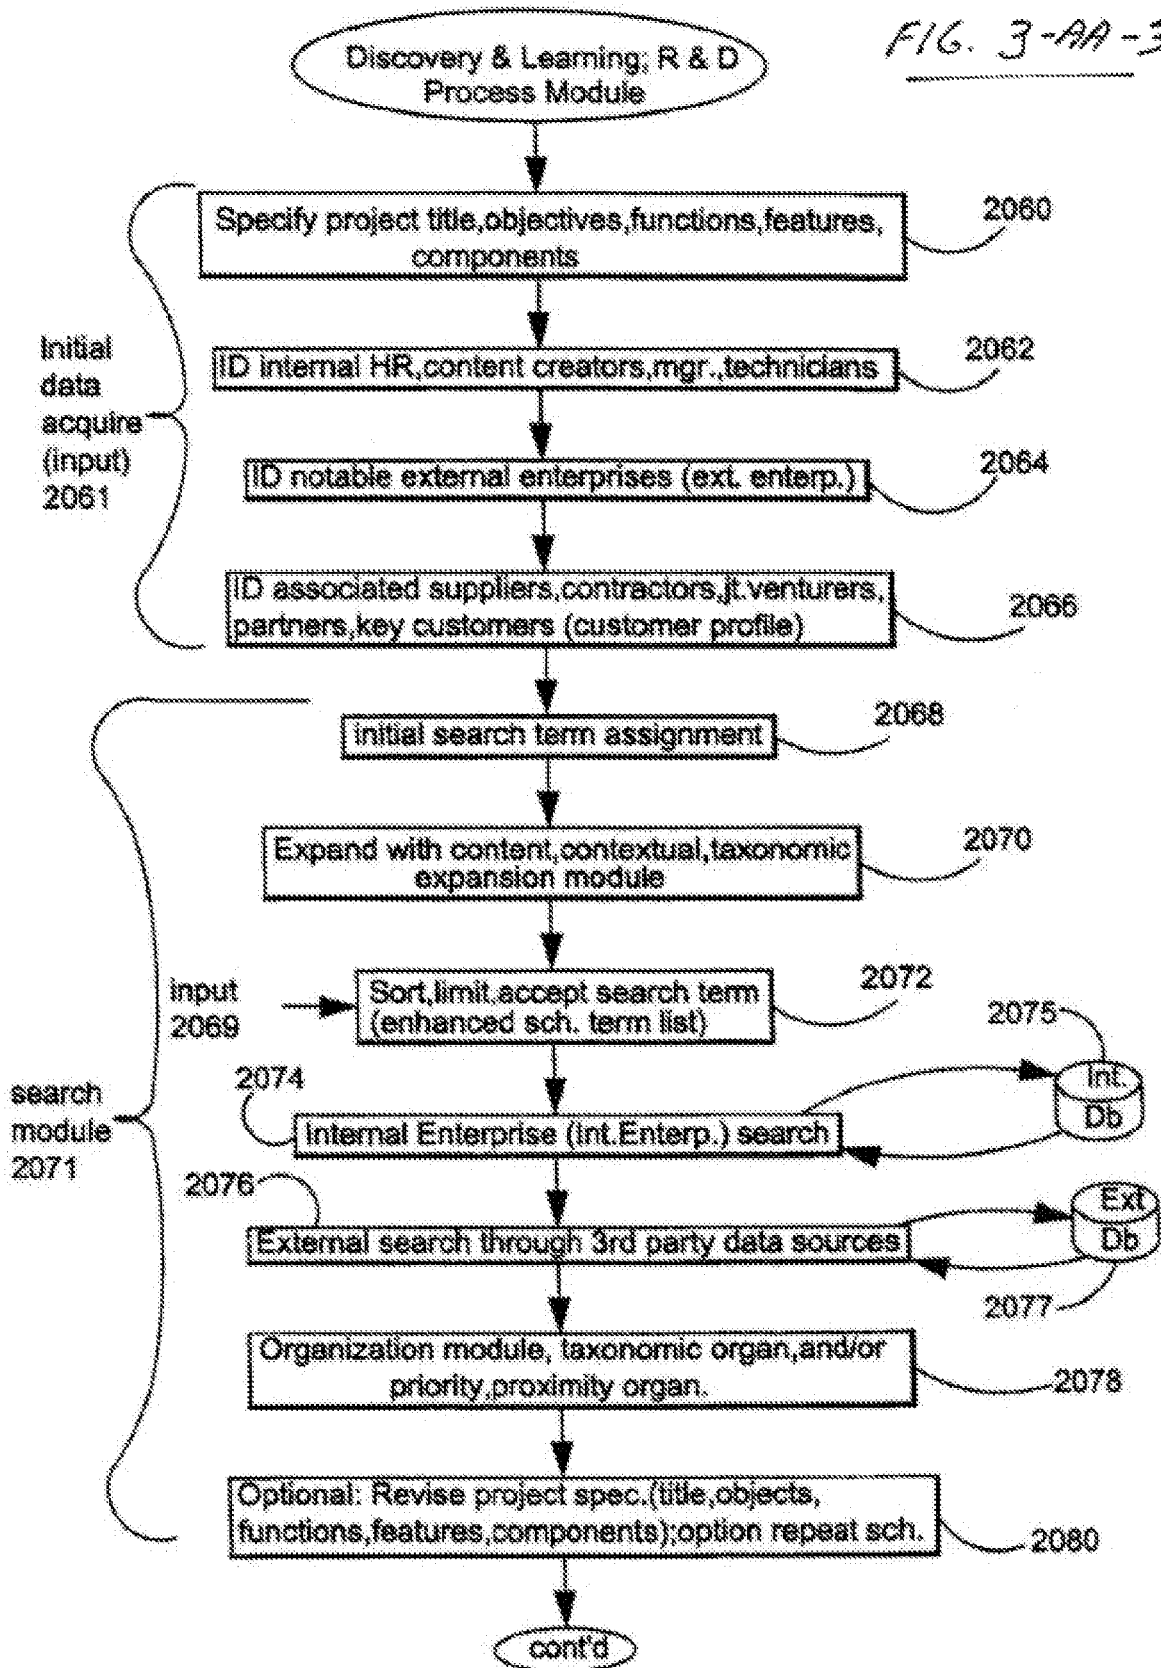 FIG. 3-AA-3
Discovery & Learning; R & D
Process Module
Specify project title,objectives,functions,features,
components
2060
Initial
data
acquire
(input)
2061
ID internal HR,content creators,mgr.,technicians
2062
ID notable external enterprises (ext. enterp.)
2064
ID associated suppliers,contractors,jt.venturers,
partners,key customers (customer profile)
2066
initial search term assignment
2068
Expand with content,contextual,taxonomic
expansion module
2070
input
2069
Sort,limit,accept search term
(enhanced sch. term list)
2072
search
module
2071
2074
Internal Enterprise (int.Enterp.) search
2075
Int.
Db
2076
External search through 3rd party data sources
Ext
Db
2077
Organization module, taxonomic organ,and/or
priority,proximity organ.
2078
Optional: Revise project spec.(title,objects,
functions,features,components);option repeat sch.
2080
cont'd